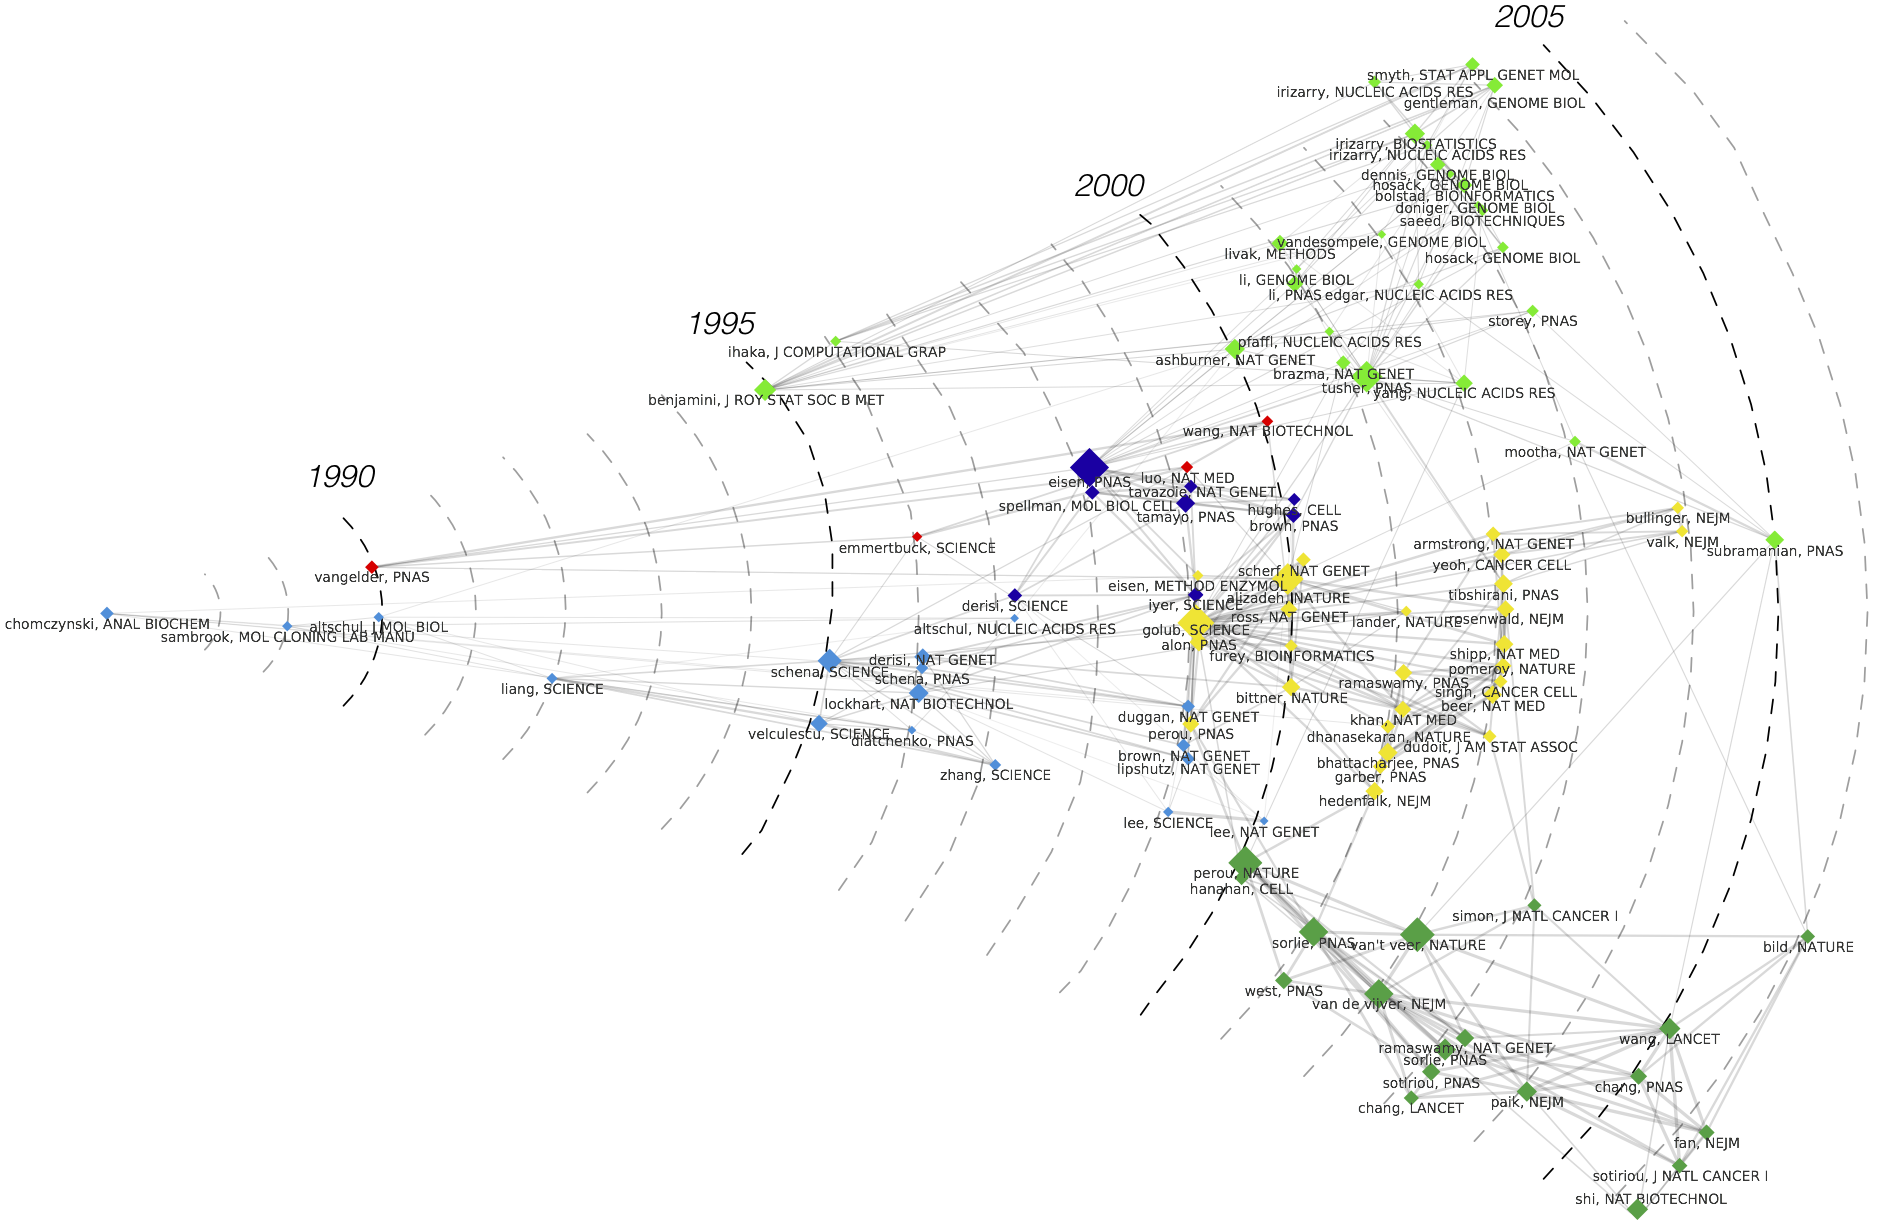 2005
smyth, STAT APPL GENET MOL
irizarry, NUCLEIC ACIDS RES
gentleman, GENOME BIOL
irizarry, BIOSTATISTICS
irizarry, NUCLEIC ACIDS RES
dennis, GENOME BIOL
hosack, GENOME BIOL
2000
bolstad, BIOINFORMATICS
doniger, GENOME BIOL
saeed, BIOTECHNIQUES
vandesompele, GENOME BIOL
livak, METHODS
hosack, GENOME BIOL
li, GENOME BIOL
li, PNAS
edgar, NUCLEIC ACIDS RES
1995
storey, PNAS
pfaffl, NUCLEIC ACIDS RES
ihaka, J COMPUTATIONAL GRAP
ashburner, NAT GENET
brazma, NAT GENET
tusher, PNAS
yang, NUCLEIC ACIDS RES
benjamini, J ROY STAT SOC B MET
wang, NAT BIOTECHNOL
mootha, NAT GENET
1990
luo, NAT MED
eisen, PNAS
tavazoie, NAT GENET
spellman, MOL BIOL CELL
hughes, CELL
tamayo, PNAS
brown, PNAS
bullinger, NEJM
armstrong, NAT GENET
valk, NEJM
emmertbuck, SCIENCE
subramanian, PNAS
yeoh, CANCER CELL
scherf, NAT GENET
vangelder, PNAS
eisen, METHOD ENZYMOL
tibshirani, PNAS
alizadeh, NATURE
iyer, SCIENCE
derisi, SCIENCE
ross, NAT GENET
lander, NATURE
rosenwald, NEJM
chomczynski, ANAL BIOCHEM
altschul, J MOL BIOL
altschul, NUCLEIC ACIDS RES
golub, SCIENCE
sambrook, MOL CLONING LAB MANU
alon, PNAS
furey, BIOINFORMATICS
shipp, NAT MED
derisi, NAT GENET
pomeroy, NATURE
schena, SCIENCE
schena, PNAS
ramaswamy, PNAS
liang, SCIENCE
singh, CANCER CELL
bittner, NATURE
lockhart, NAT BIOTECHNOL
beer, NAT MED
duggan, NAT GENET
khan, NAT MED
velculescu, SCIENCE
perou, PNAS
dhanasekaran, NATURE
diatchenko, PNAS
dudoit, J AM STAT ASSOC
brown, NAT GENET
bhattacharjee, PNAS
lipshutz, NAT GENET
zhang, SCIENCE
garber, PNAS
hedenfalk, NEJM
lee, SCIENCE
lee, NAT GENET
perou, NATURE
hanahan, CELL
simon, J NATL CANCER I
sorlie, PNAS
van't veer, NATURE
bild, NATURE
west, PNAS
van de vijver, NEJM
wang, LANCET
ramaswamy, NAT GENET
sorlie, PNAS
sotiriou, PNAS
chang, PNAS
paik, NEJM
chang, LANCET
fan, NEJM
sotiriou, J NATL CANCER I
shi, NAT BIOTECHNOL